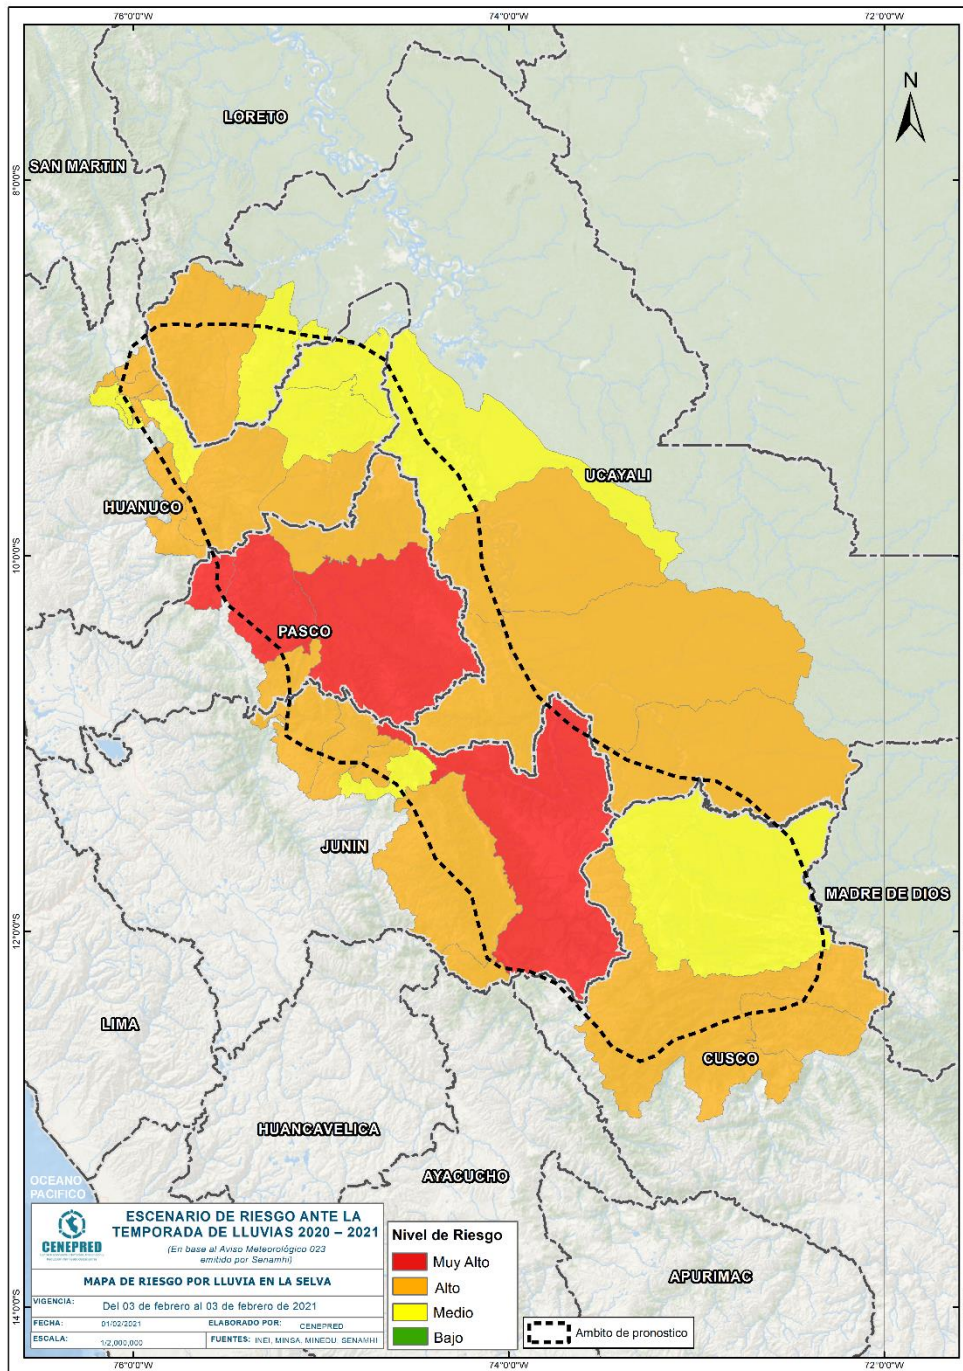 76°0'0"W 74°0'0"W 72°0'0"W
N
LORETO
SAN MARTIN
8°0'0"S
UCAYALI
HUANUCO
10°0'0"S
PASCO
JUNIN
MADRE DE DIOS
12°0'0"S
LIMA
CUSCO
HUANCAVELICA
AYACUCHO
OCEANO
PACIFICO
APURIMAC
14°0'0"S
CENEPRED
ESCENARIO DE RIESGO ANTE LA
TEMPORADA DE LLUVIAS 2020 – 2021
(En base al Aviso Meteorológico 023
emitido por Senamhi)
MAPA DE RIESGO POR LLUVIA EN LA SELVA
VIGENCIA: Del 03 de febrero al 03 de febrero de 2021
FECHA: 01/02/2021 ELABORADO POR: CENEPRED
ESCALA: 1/2,000,000 FUENTES: INEI, MINSA, MINEDU, SENAMHI
Nivel de Riesgo
Muy Alto
Alto
Medio
Bajo
Ambito de pronostico
76°0'0"W 74°0'0"W 72°0'0"W